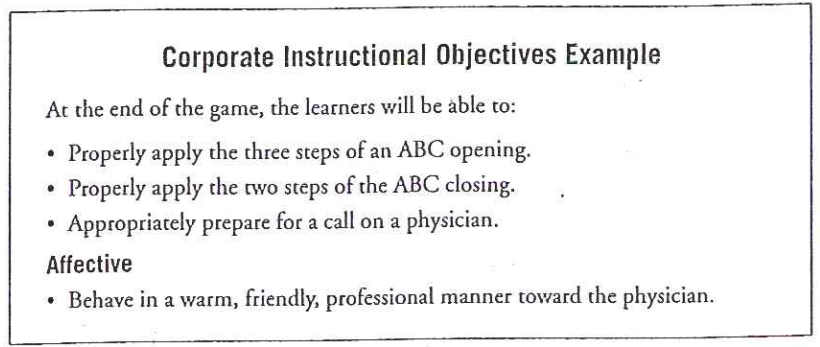 Corporate Instructional Objectives Example
At the end of the game, the learners will be able to:
• Properly apply the three steps of an ABC opening.
• Properly apply the two steps of the ABC closing.
• Appropriately prepare for a call on a physician.
Affective
• Behave in a warm, friendly, professional manner toward the physician.